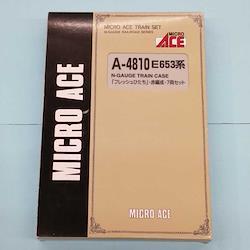 MICRO ACE
MICRO ACE TRAIN SET
N-GAUGE RAILROAD SERIES
MICRO
ACE
A-4810 E653系
N-GAUGE TRAIN CASE
「フレッシュひたち」・赤編成・7両セット
MICRO ACE